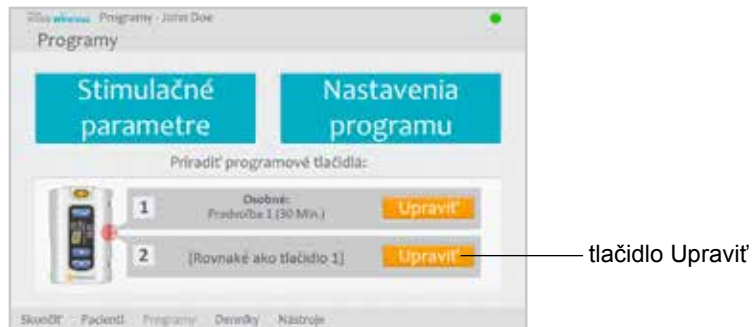 Programy - John Doe
Programy
Stimulačné parametre
Nastavenia programu
Priradiť programové tlačidlá:
1
Osobné:
Predvoľba 1 (30 Min.)
Upraviť
2
[Rovnaké ako tlačidlo 1]
Upraviť
tlačidlo Upraviť
Skončiť Pacienti Programy Denníky Nástroje